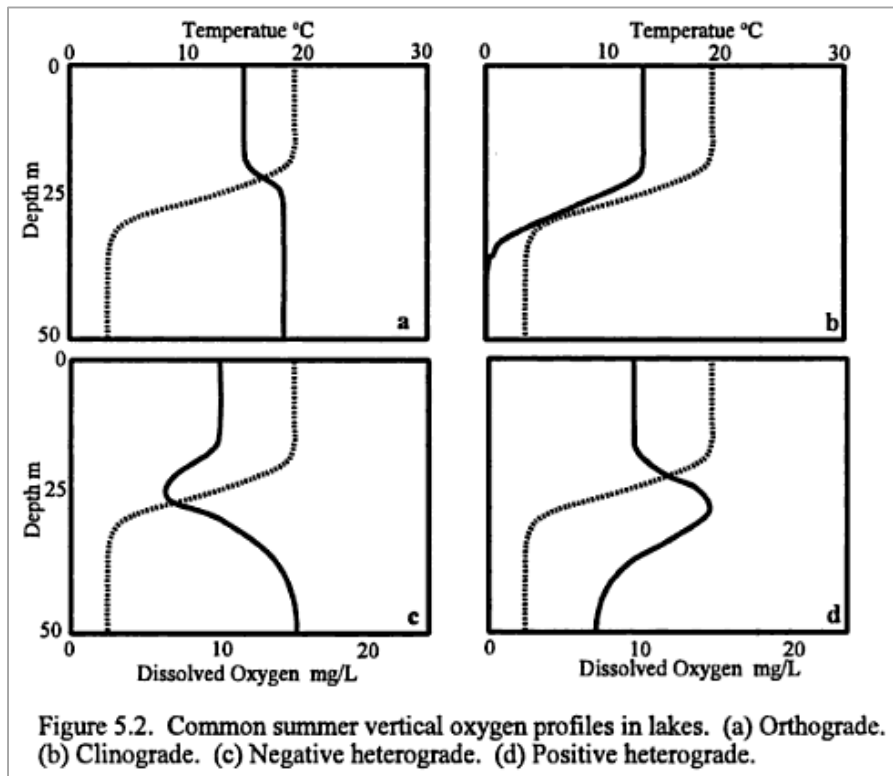 Temperatue ºC
0 10 20 30
Temperatue ºC
0 10 20 30
0
Depth m
25
50
a
b
0
Depth m
25
50
c
d
0 10 20
Dissolved Oxygen mg/L
0 10 20
Dissolved Oxygen mg/L
Figure 5.2. Common summer vertical oxygen profiles in lakes. (a) Orthograde.
(b) Clinograde. (c) Negative heterograde. (d) Positive heterograde.